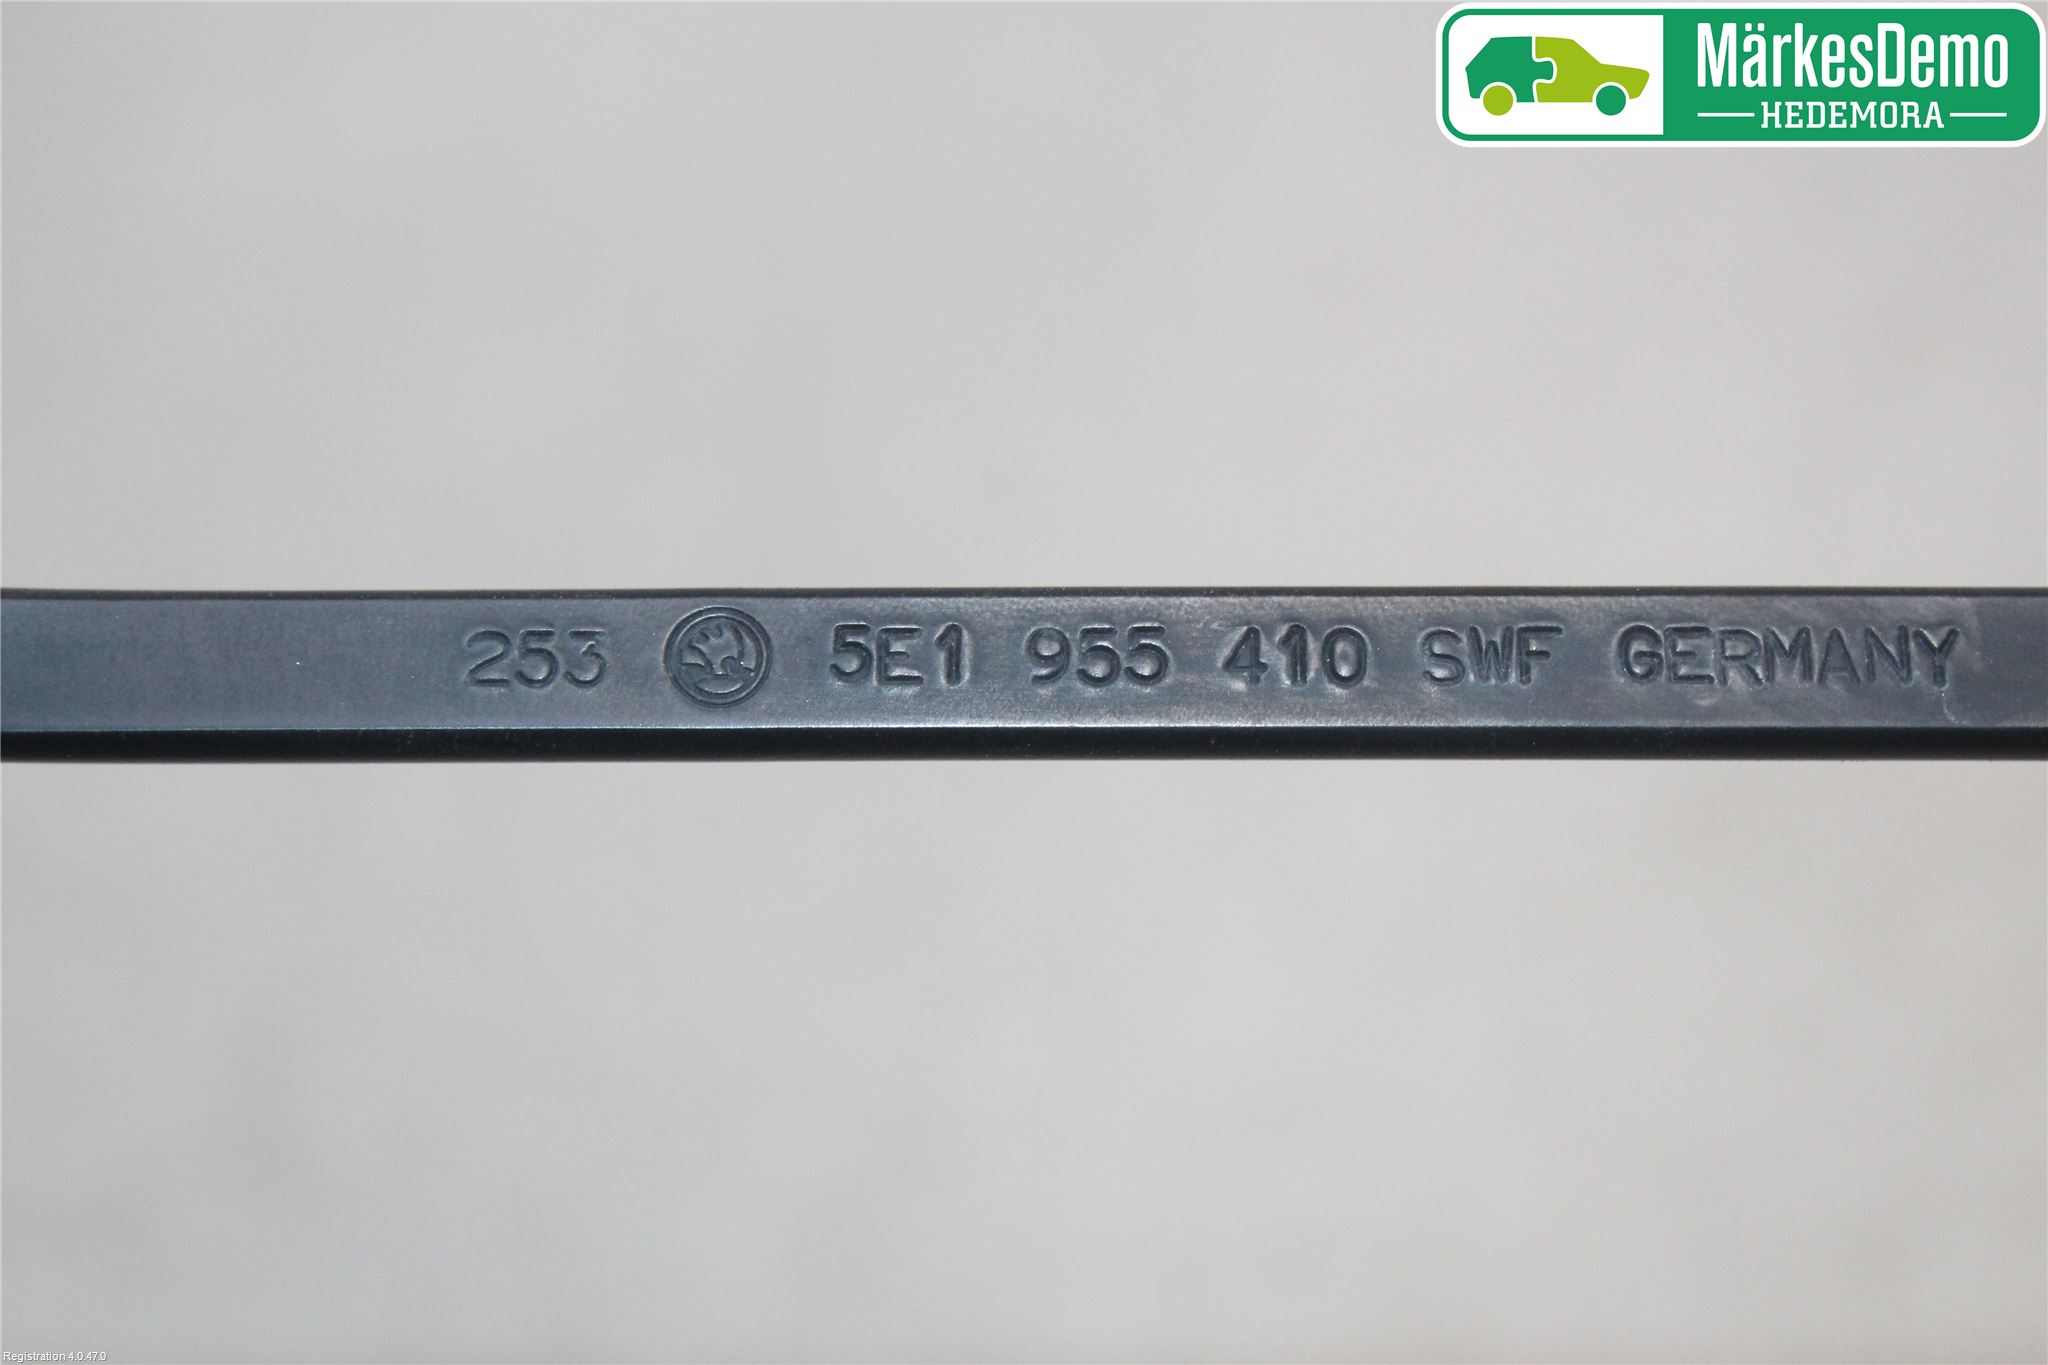 MärkesDemo
HEDEMORA
253 5E1 955 410 SWF GERMANY
Registration 4.0.47.0